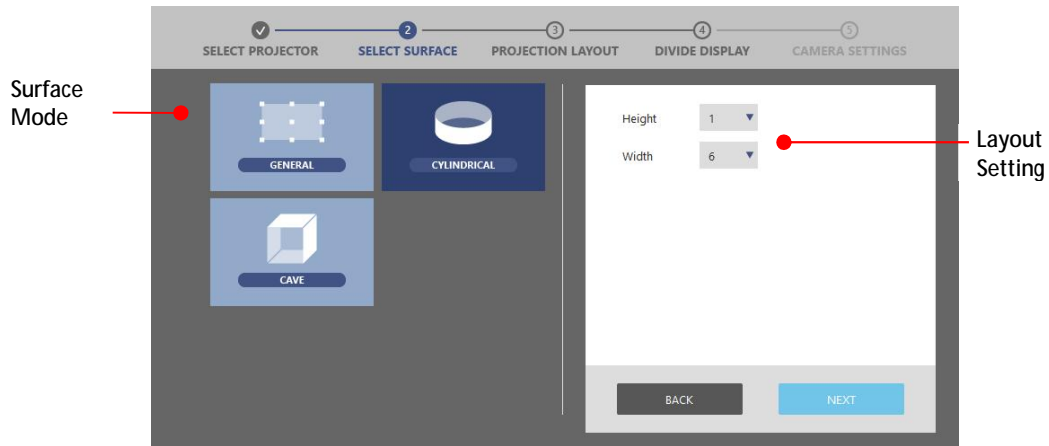 ✓ 2 3 4 5
SELECT PROJECTOR SELECT SURFACE PROJECTION LAYOUT DIVIDE DISPLAY CAMERA SETTINGS
Surface
Mode
GENERAL CYLINDRICAL
CAVE
Height 1
Width 6
Layout
Setting
BACK NEXT